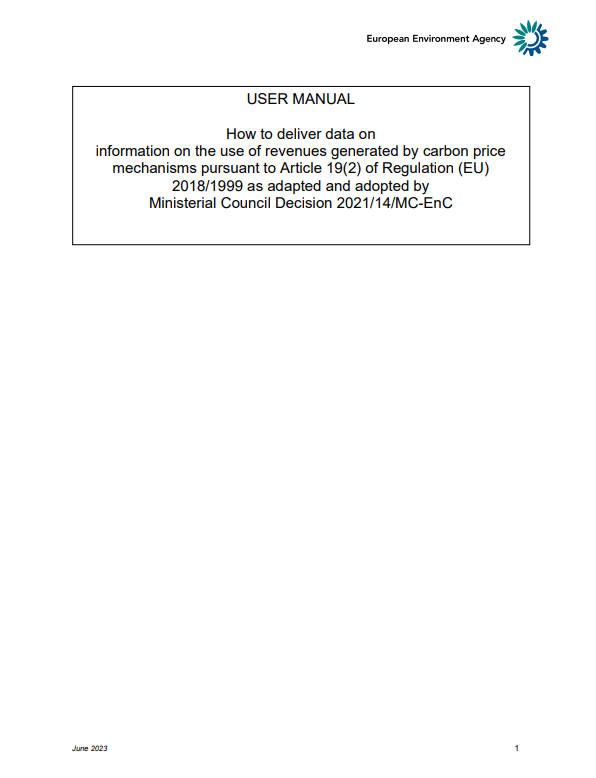 European Environment Agency
USER MANUAL
How to deliver data on
information on the use of revenues generated by carbon price
mechanisms pursuant to Article 19(2) of Regulation (EU)
2018/1999 as adapted and adopted by
Ministerial Council Decision 2021/14/MC-EnC
June 2023
1